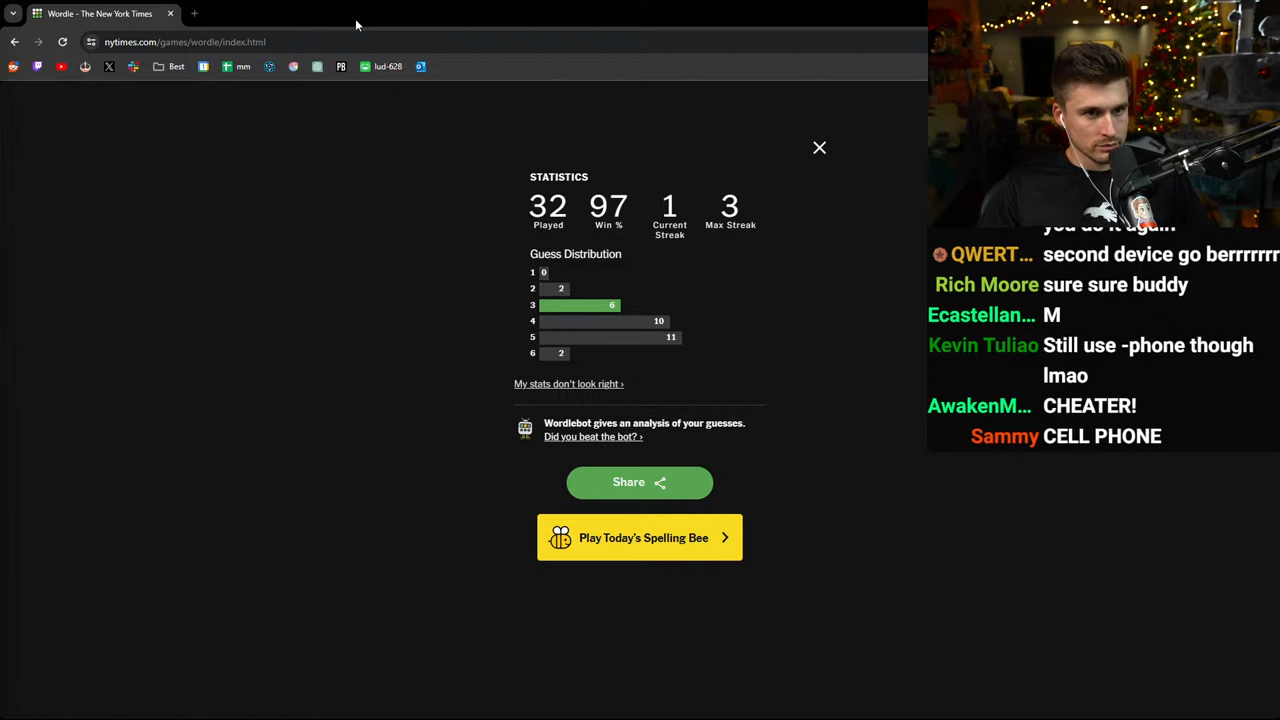 Wordle - The New York Times
nytimes.com/games/wordle/index.html
Best
mm
PB
lud-628
STATISTICS
32 97 1 3
Played Win % Current Streak Max Streak
Guess Distribution
1 0
2 2
3 6
4 10
5 11
6 2
My stats don't look right ›
Wordlebot gives an analysis of your guesses.
Did you beat the bot? ›
Share
Play Today's Spelling Bee
you do it again
QWERT... second device go berrrrrrr
Rich Moore sure sure buddy
Ecastellan... M
Kevin Tuliao Still use -phone though
lmao
AwakenM... CHEATER!
Sammy CELL PHONE